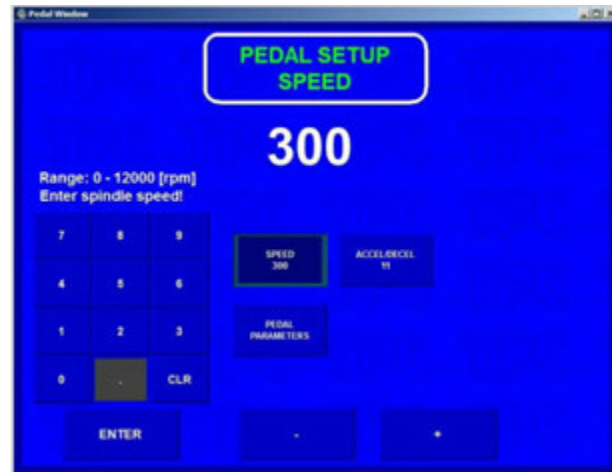 Pedal Window
PEDAL SETUP
SPEED
300
Range: 0 - 12000 [rpm]
Enter spindle speed!
7 8 9
SPEED
300
ACCEL/DECEL
11
4 5 6
1 2 3
PEDAL
PARAMETERS
0 . CLR
ENTER - +